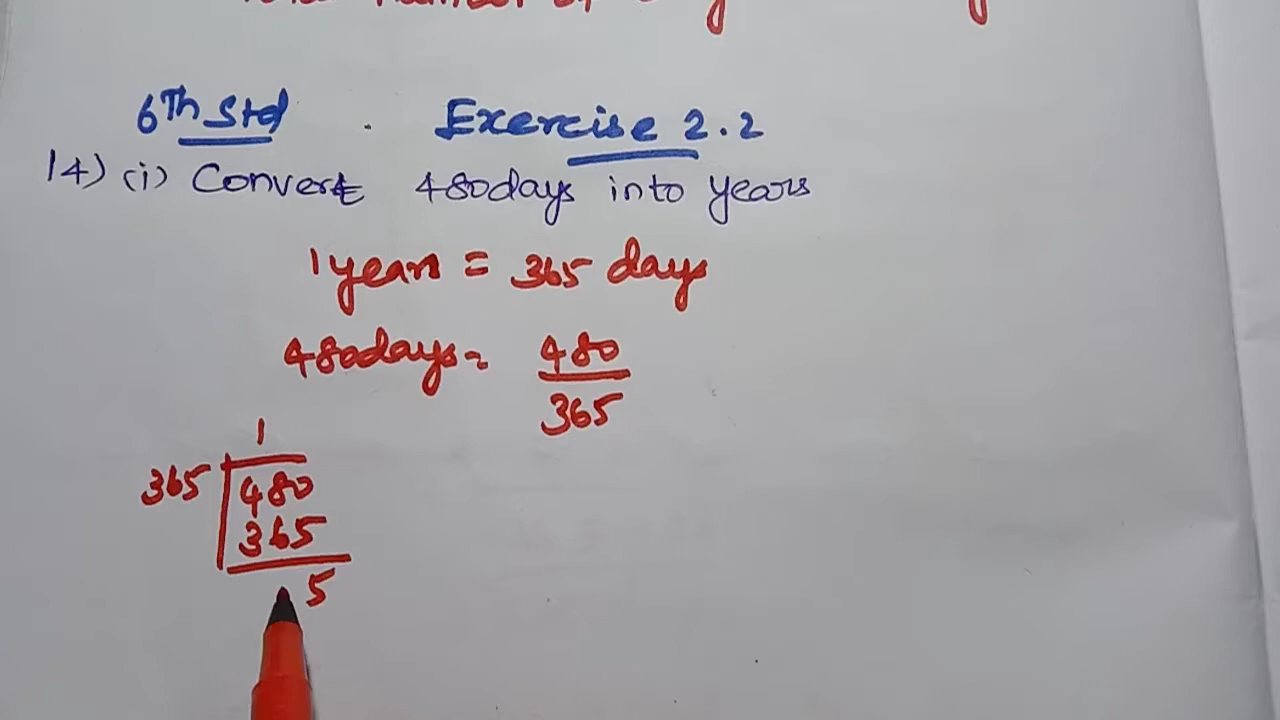 6Th Std . Exercise 2.2
14) (i) Convert 480days into years
1 year = 365 days
480days = 480
365
1
365 480
365
5